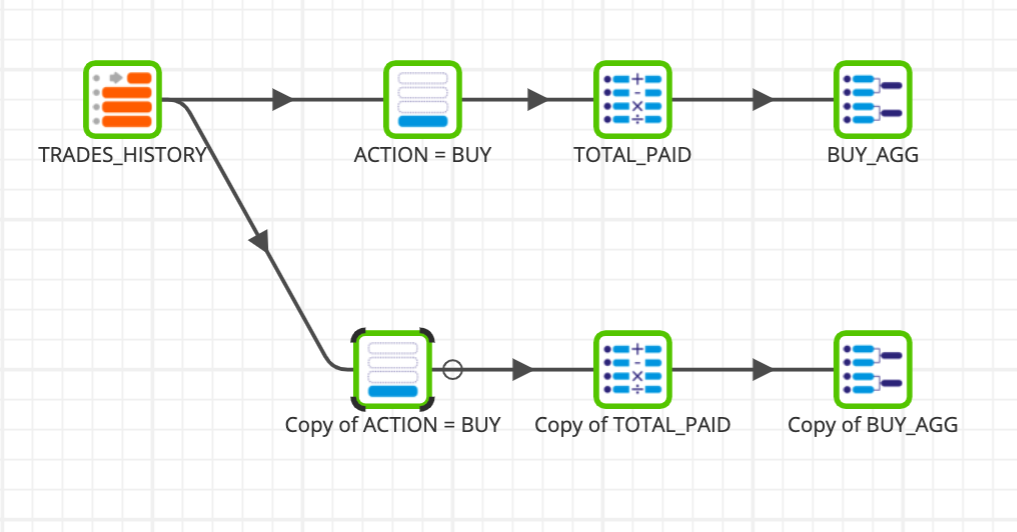 TRADES_HISTORY
ACTION = BUY
TOTAL_PAID
BUY_AGG
Copy of ACTION = BUY
Copy of TOTAL_PAID
Copy of BUY_AGG